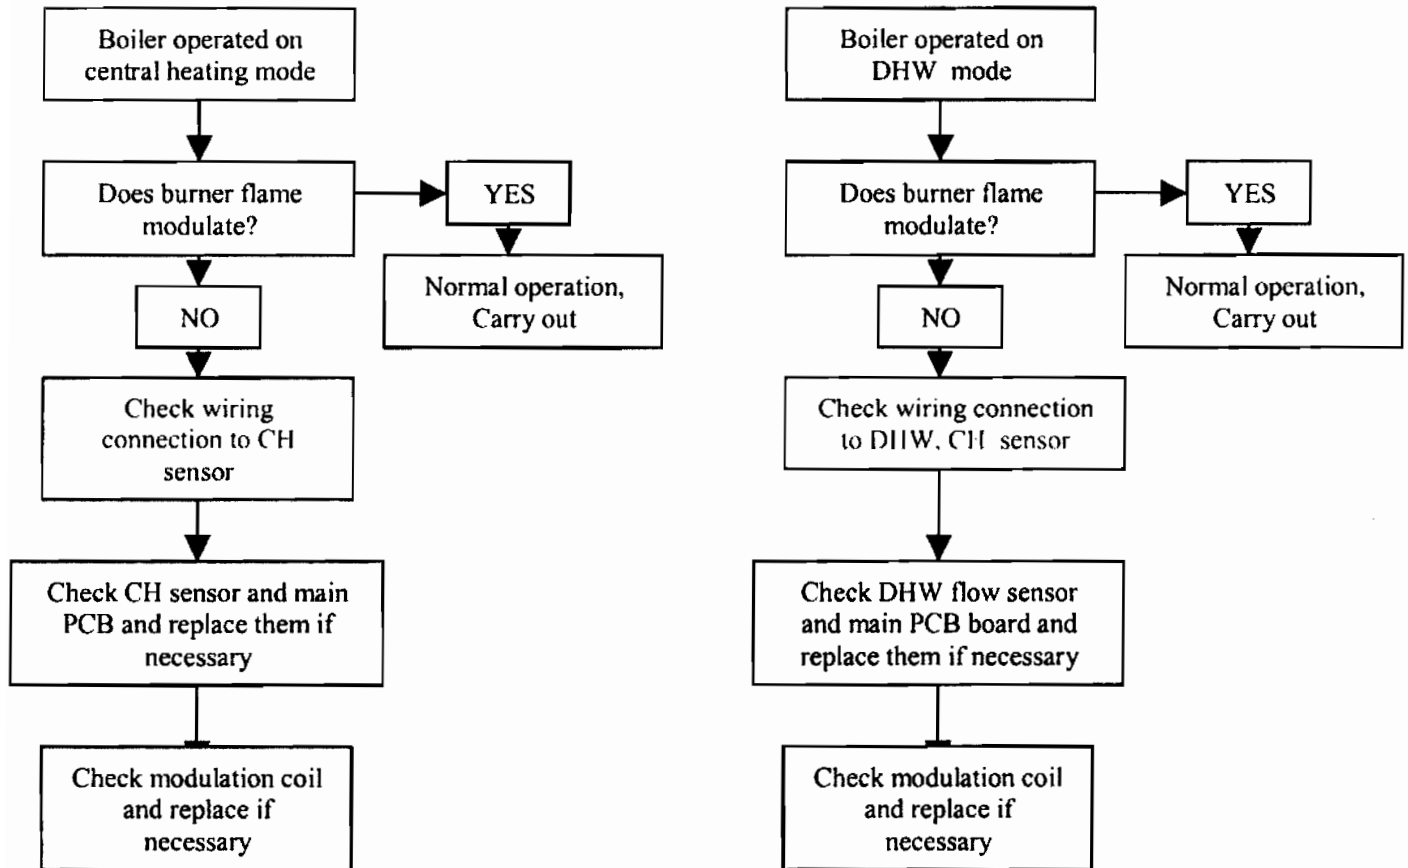 Boiler operated on
central heating mode
Does burner flame
modulate?
YES
Normal operation,
Carry out
NO
Check wiring
connection to CH
sensor
Check CH sensor and main
PCB and replace them if
necessary
Check modulation coil
and replace if
necessary
Boiler operated on
DHW mode
Does burner flame
modulate?
YES
Normal operation,
Carry out
NO
Check wiring connection
to DHW, CH sensor
Check DHW flow sensor
and main PCB board and
replace them if necessary
Check modulation coil
and replace if
necessary